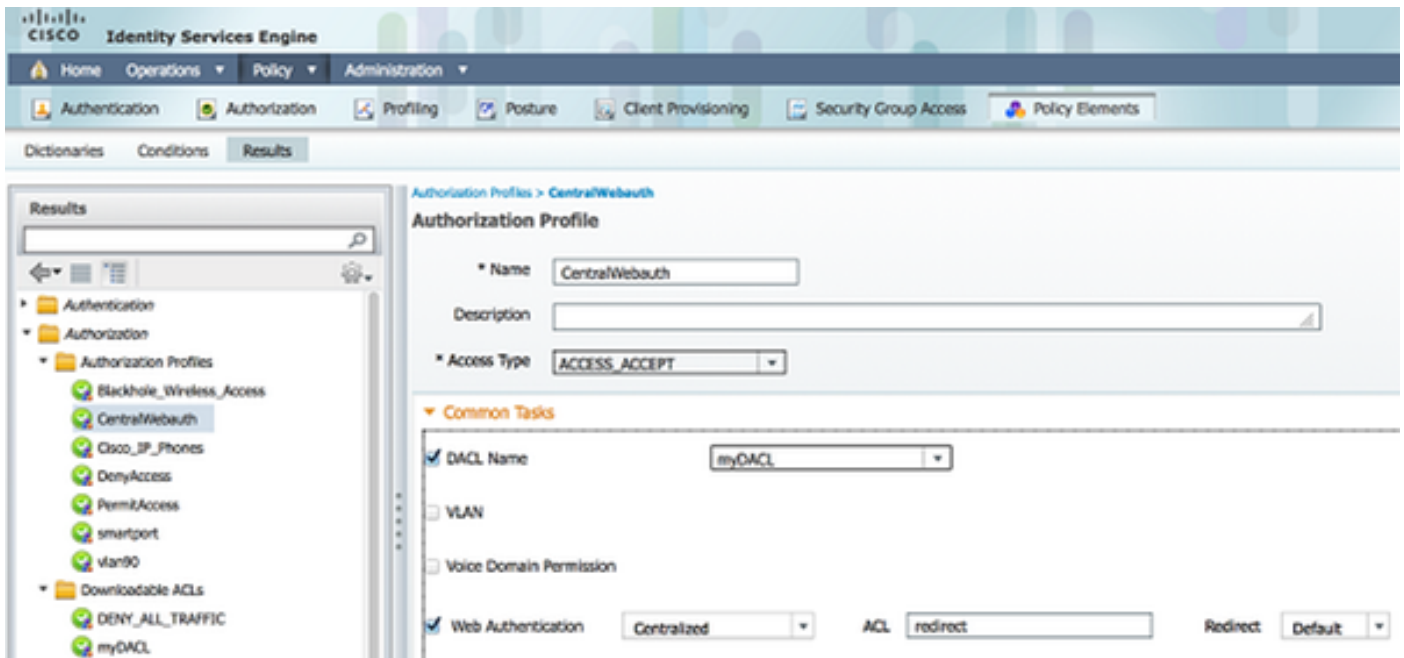 CISCO Identity Services Engine
Home Operations Policy Administration
Authentication Authorization Profiling Posture Client Provisioning Security Group Access Policy Elements
Dictionaries Conditions Results
Results
Authentication
Authorization
Authorization Profiles
Blackhole_Wireless_Access
CentralWebauth
Cisco_IP_Phones
DenyAccess
PermitAccess
smartport
vlan90
Downloadable ACLs
DENY_ALL_TRAFFIC
myDACL
Authorization Profiles > CentralWebauth
Authorization Profile
* Name CentralWebauth
Description
* Access Type ACCESS_ACCEPT
Common Tasks
DACL Name myDACL
VLAN
Voice Domain Permission
Web Authentication Centralized ACL redirect Redirect Default